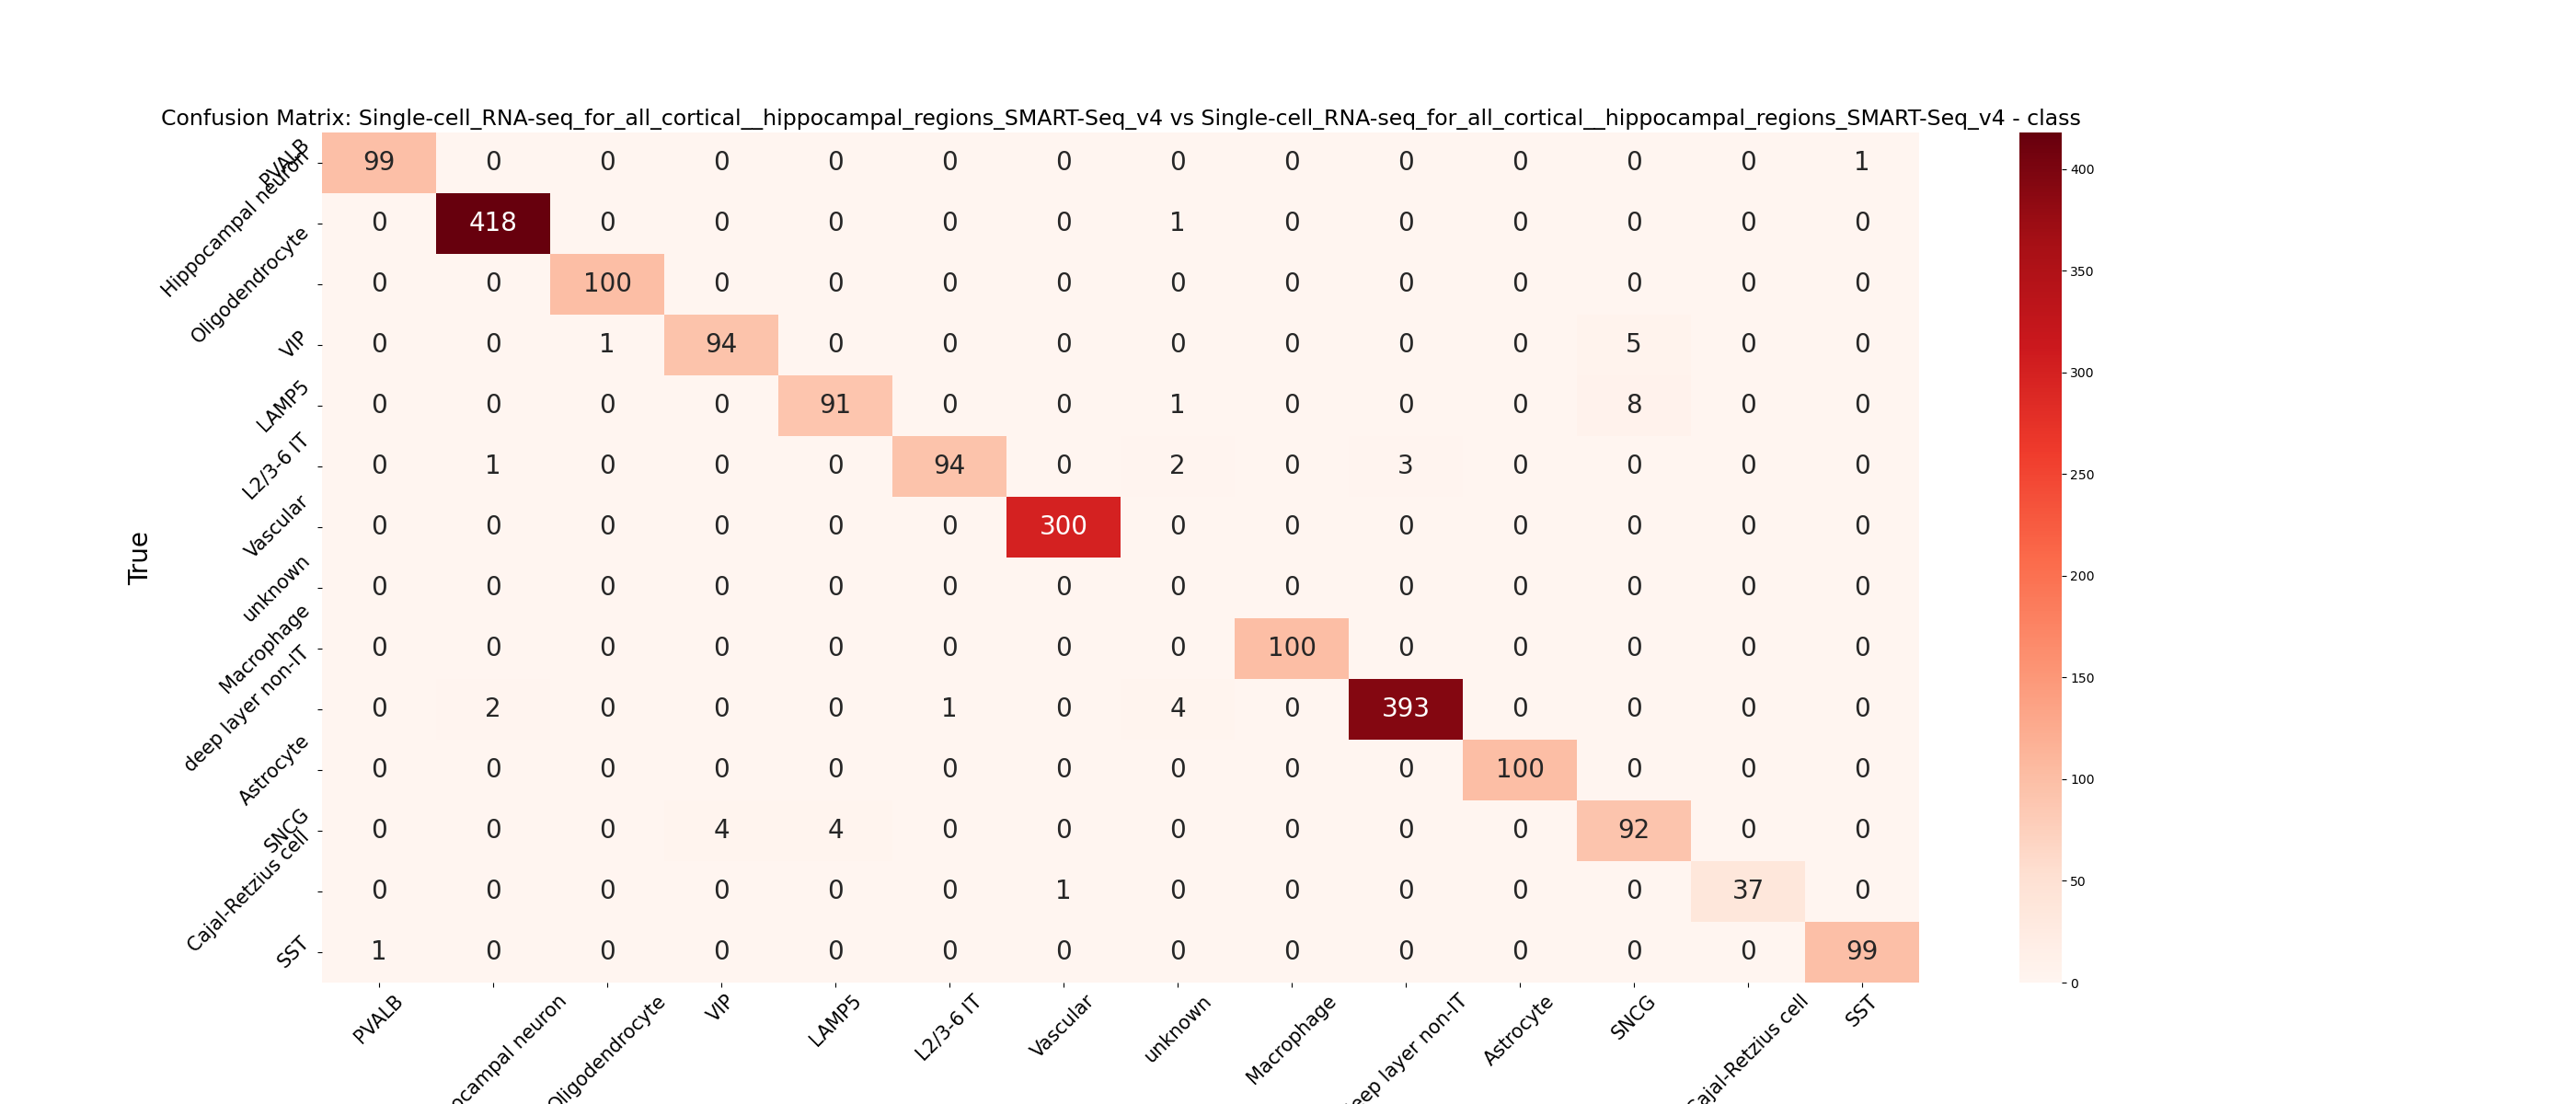 Confusion Matrix: Single-cell_RNA-seq_for_all_cortical__hippocampal_regions_SMART-Seq_v4 vs Single-cell_RNA-seq_for_all_cortical__hippocampal_regions_SMART-Seq_v4 - class
True
PVALB 99 0 0 0 0 0 0 0 0 0 0 0 0 1
Hippocampal neuron 0 418 0 0 0 0 0 1 0 0 0 0 0 0
Oligodendrocyte 0 0 100 0 0 0 0 0 0 0 0 0 0 0
VIP 0 0 1 94 0 0 0 0 0 0 0 5 0 0
LAMP5 0 0 0 0 91 0 0 1 0 0 0 8 0 0
L2/3-6 IT 0 1 0 0 0 94 0 2 0 3 0 0 0 0
Vascular 0 0 0 0 0 0 300 0 0 0 0 0 0 0
unknown 0 0 0 0 0 0 0 0 0 0 0 0 0 0
Macrophage 0 0 0 0 0 0 0 0 100 0 0 0 0 0
deep layer non-IT 0 2 0 0 0 1 0 4 0 393 0 0 0 0
Astrocyte 0 0 0 0 0 0 0 0 0 0 100 0 0 0
SNCG 0 0 0 4 4 0 0 0 0 0 0 92 0 0
Cajal-Retzius cell 0 0 0 0 0 0 1 0 0 0 0 0 37 0
SST 1 0 0 0 0 0 0 0 0 0 0 0 0 99
PVALB ocampal neuron Oligodendrocyte VIP LAMP5 L2/3-6 IT Vascular unknown Macrophage eep layer non-IT Astrocyte SNCG Cajal-Retzius cell SST
400
350
300
250
200
150
100
50
0